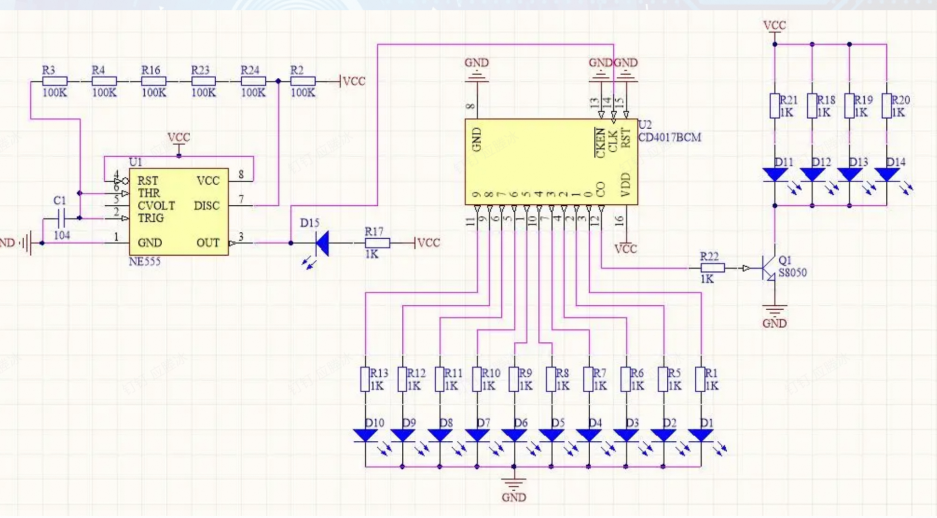 VCC
GND
GND
GND
R3
R4
R16
R23
R24
R2
100K
100K
100K
100K
100K
100K
VCC
R21
1K
R18
1K
R19
1K
R20
1K
8
13
14
15
GND
CKEN
CLK
RST
U2
CD4017BCM
VCC
U1
4
RST
VCC
8
6
THR
5
CVOLT
DISC
7
2
TRIG
1
GND
OUT
3
NE555
C1
104
ND
D15
R17
1K
VCC
9
8
7
6
5
4
3
2
1
0
CO
VDD
11
9
6
5
1
10
7
4
2
3
12
16
VCC
D11
D12
D13
D14
R22
1K
Q1
S8050
GND
R13
1K
R12
1K
R11
1K
R10
1K
R9
1K
R8
1K
R7
1K
R6
1K
R5
1K
R1
1K
D10
D9
D8
D7
D6
D5
D4
D3
D2
D1
GND